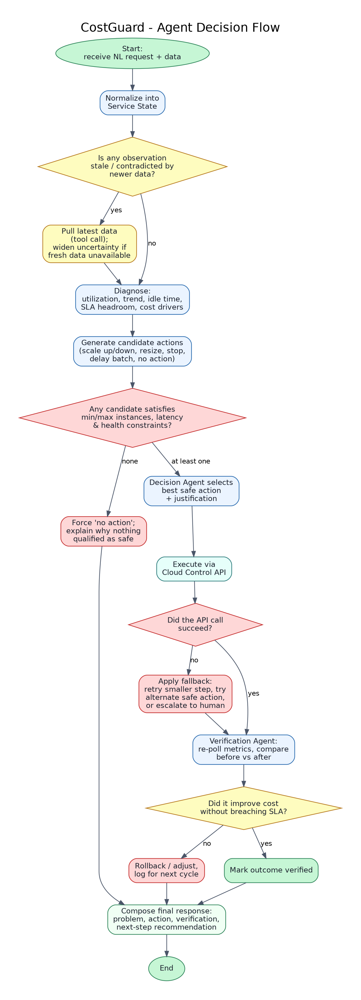 CostGuard - Agent Decision Flow
Start:
receive NL request + data
Normalize into
Service State
Is any observation
stale / contradicted by
newer data?
yes
no
Pull latest data
(tool call);
widen uncertainty if
fresh data unavailable
Diagnose:
utilization, trend, idle time,
SLA headroom, cost drivers
Generate candidate actions
(scale up/down, resize, stop,
delay batch, no action)
Any candidate satisfies
min/max instances, latency
& health constraints?
none
at least one
Decision Agent selects
best safe action
+ justification
Force 'no action';
explain why nothing
qualified as safe
Execute via
Cloud Control API
Did the API call
succeed?
no
yes
Apply fallback:
retry smaller step, try
alternate safe action,
or escalate to human
Verification Agent:
re-poll metrics, compare
before vs after
Did it improve cost
without breaching SLA?
no
yes
Rollback / adjust,
log for next cycle
Mark outcome verified
Compose final response:
problem, action, verification,
next-step recommendation
End